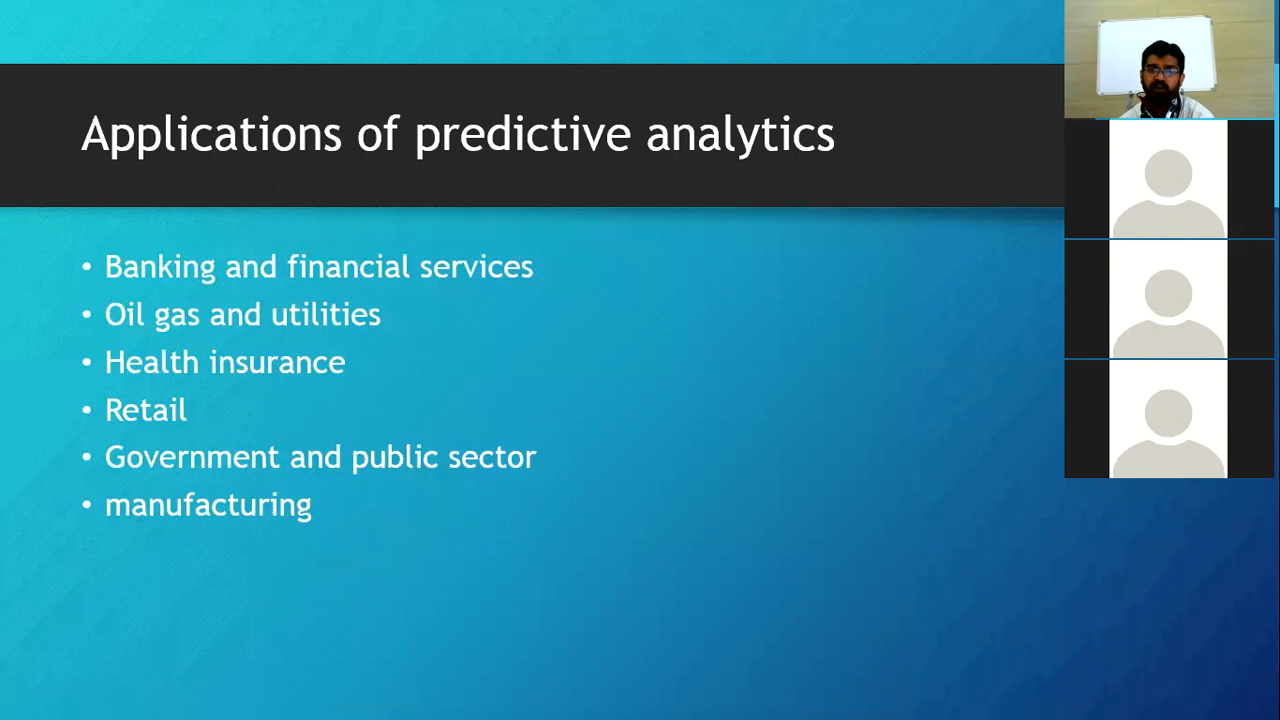 Applications of predictive analytics
• Banking and financial services
• Oil gas and utilities
• Health insurance
• Retail
• Government and public sector
• manufacturing